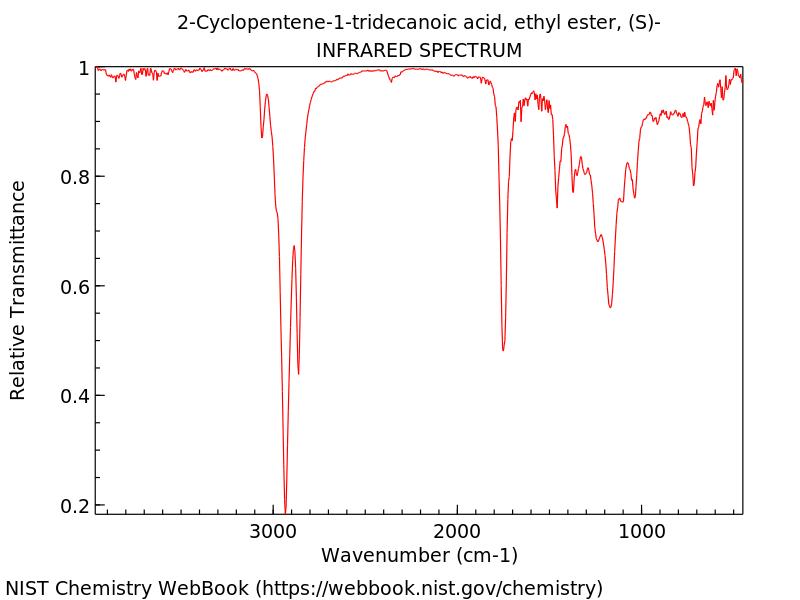 2-Cyclopentene-1-tridecanoic acid, ethyl ester, (S)-
INFRARED SPECTRUM
1
0.8
0.6
0.4
0.2
Relative Transmittance
3000 2000 1000
Wavenumber (cm-1)
NIST Chemistry WebBook (https://webbook.nist.gov/chemistry)